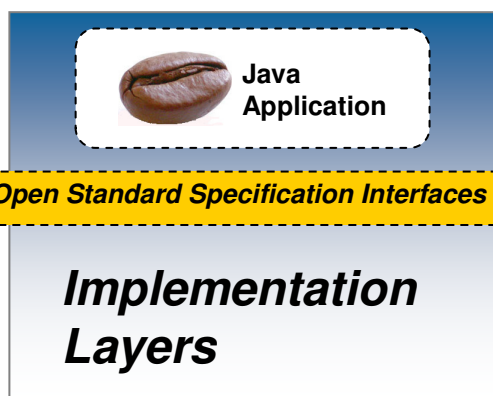 Java
Application
Open Standard Specification Interfaces
Implementation
Layers